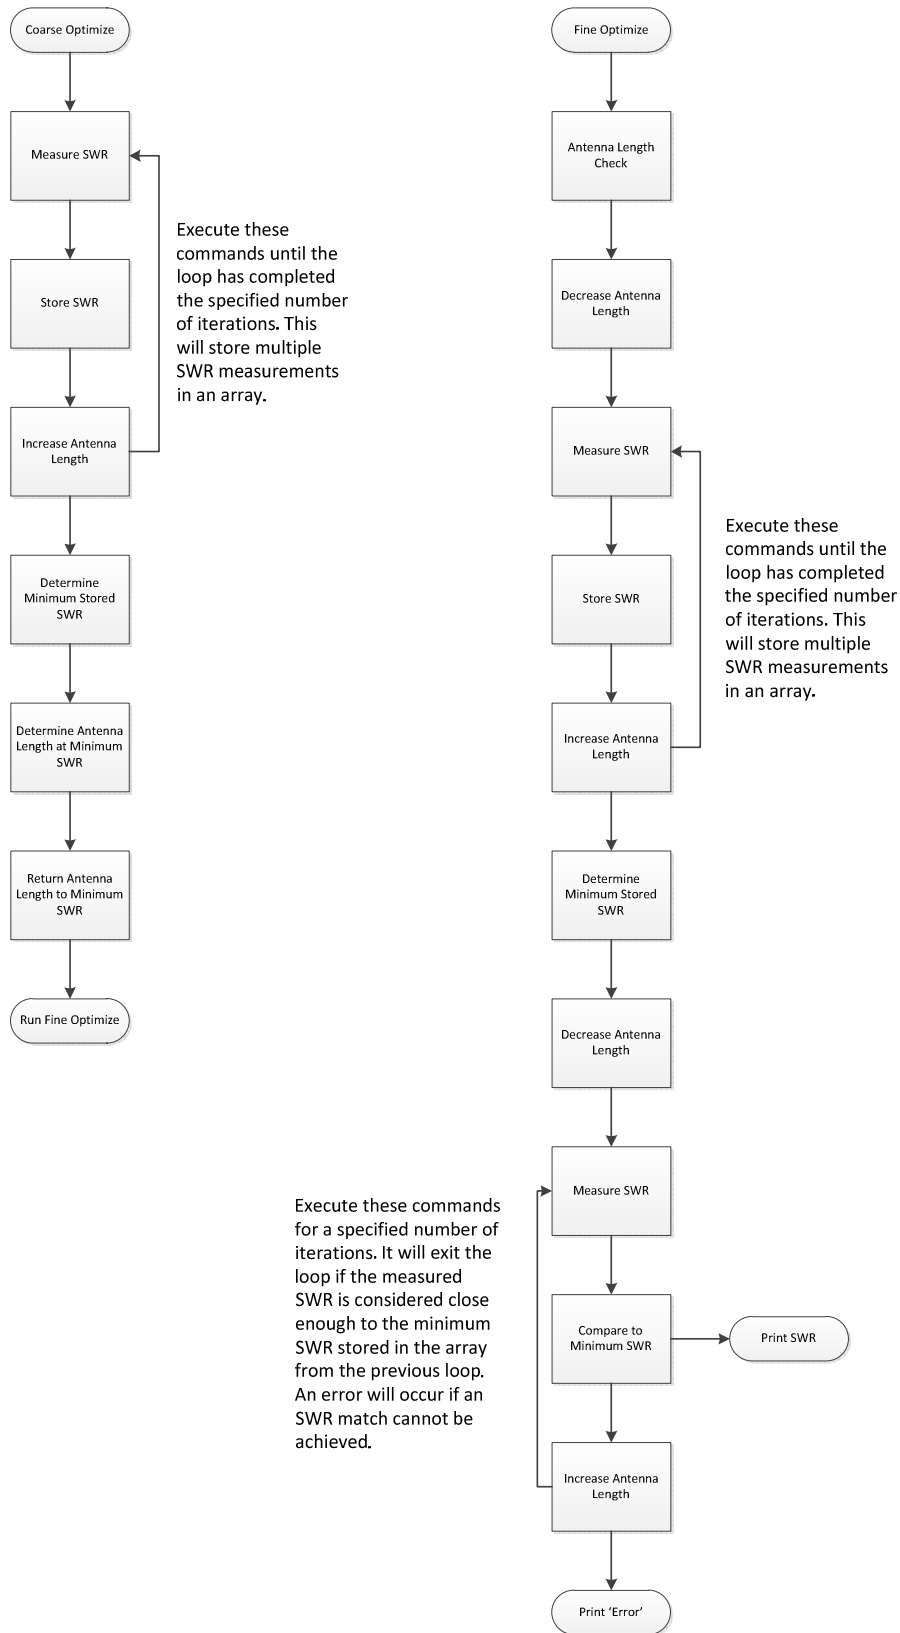 Coarse Optimize
Measure SWR
Execute these
commands until the
loop has completed
the specified number
of iterations. This
will store multiple
SWR measurements
in an array.
Store SWR
Increase Antenna
Length
Determine
Minimum Stored
SWR
Determine Antenna
Length at Minimum
SWR
Return Antenna
Length to Minimum
SWR
Run Fine Optimize
Fine Optimize
Antenna Length
Check
Decrease Antenna
Length
Measure SWR
Execute these
commands until the
loop has completed
the specified number
of iterations. This
will store multiple
SWR measurements
in an array.
Store SWR
Increase Antenna
Length
Determine
Minimum Stored
SWR
Decrease Antenna
Length
Measure SWR
Execute these commands
for a specified number of
iterations. It will exit the
loop if the measured
SWR is considered close
enough to the minimum
SWR stored in the array
from the previous loop.
An error will occur if an
SWR match cannot be
achieved.
Compare to
Minimum SWR
Print SWR
Increase Antenna
Length
Print ‘Error’